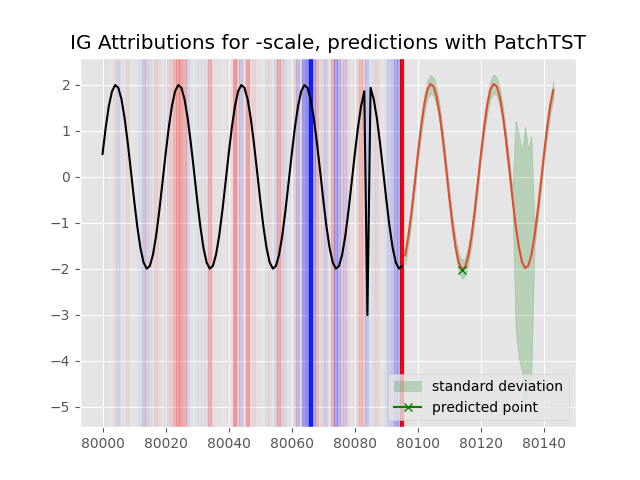 IG Attributions for -scale, predictions with PatchTST
2
1
0
−1
−2
−3
−4
−5
standard deviation
predicted point
80000 80020 80040 80060 80080 80100 80120 80140